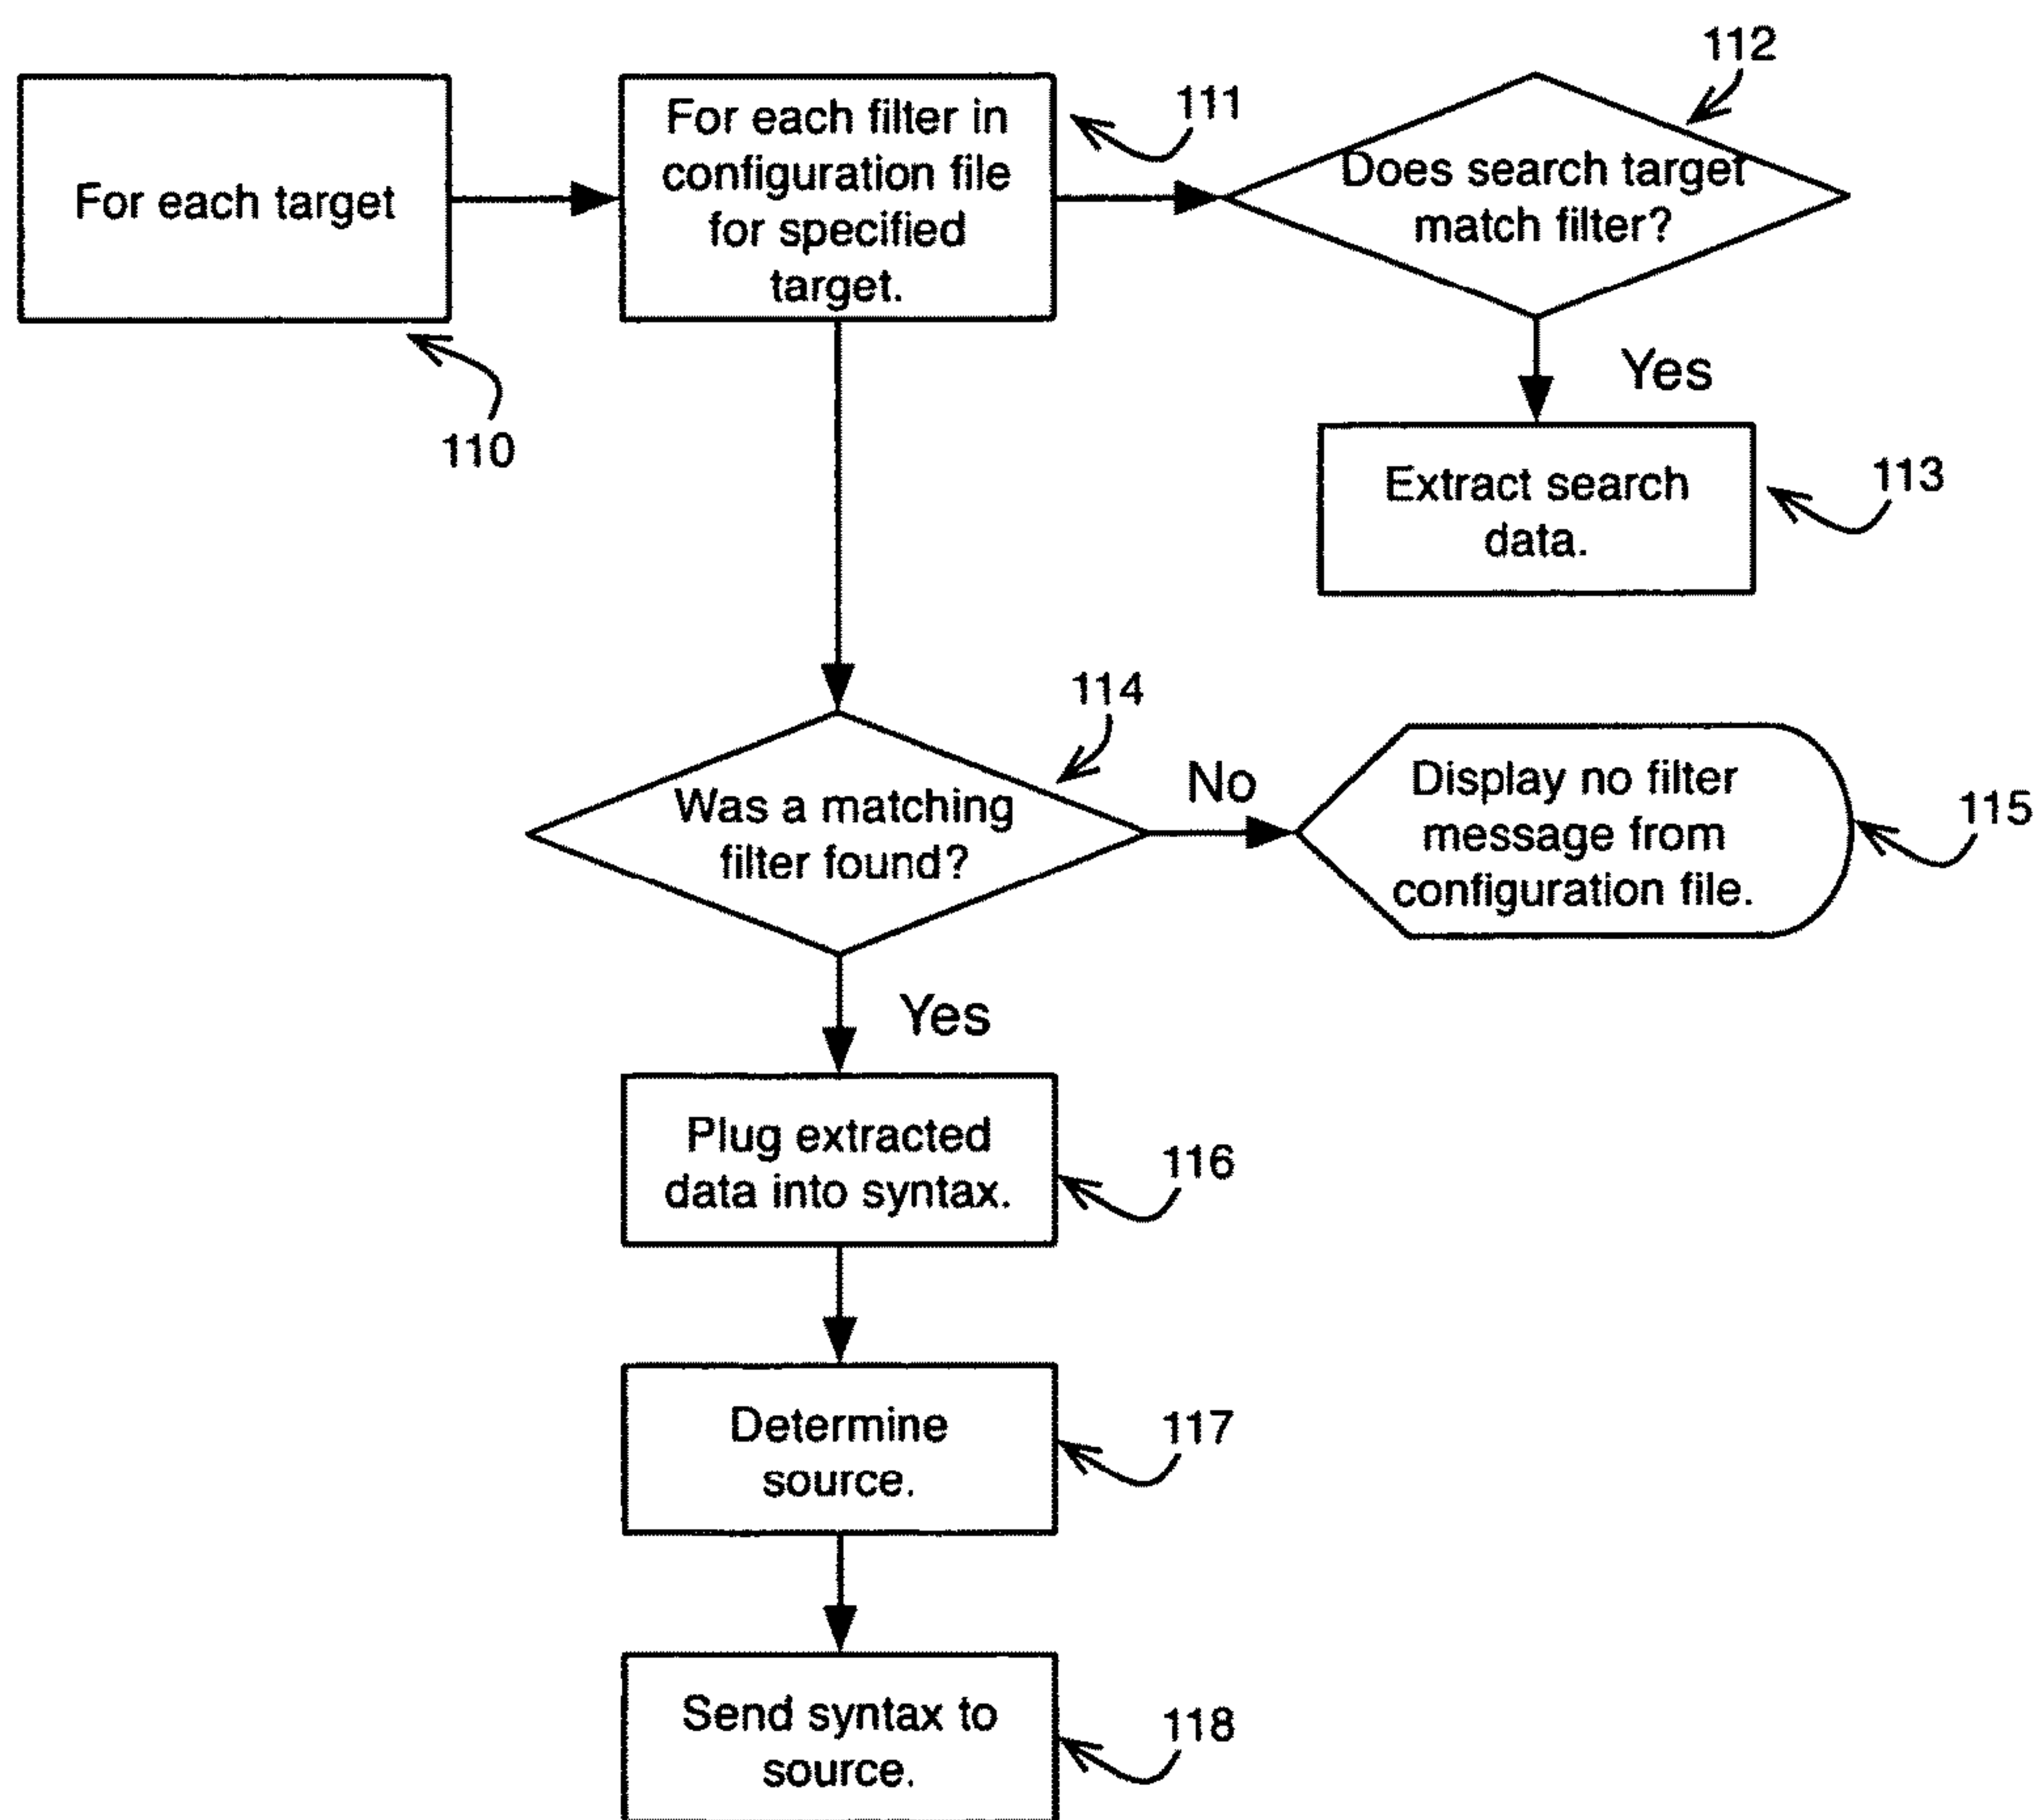 112
For each target
For each filter in
configuration file
for specified
target.
111
Does search target
match filter?
110
Yes
Extract search
data.
113
114
Was a matching
filter found?
No
Display no filter
message from
configuration file.
115
Yes
Plug extracted
data into syntax.
116
Determine
source.
117
Send syntax to
source.
118